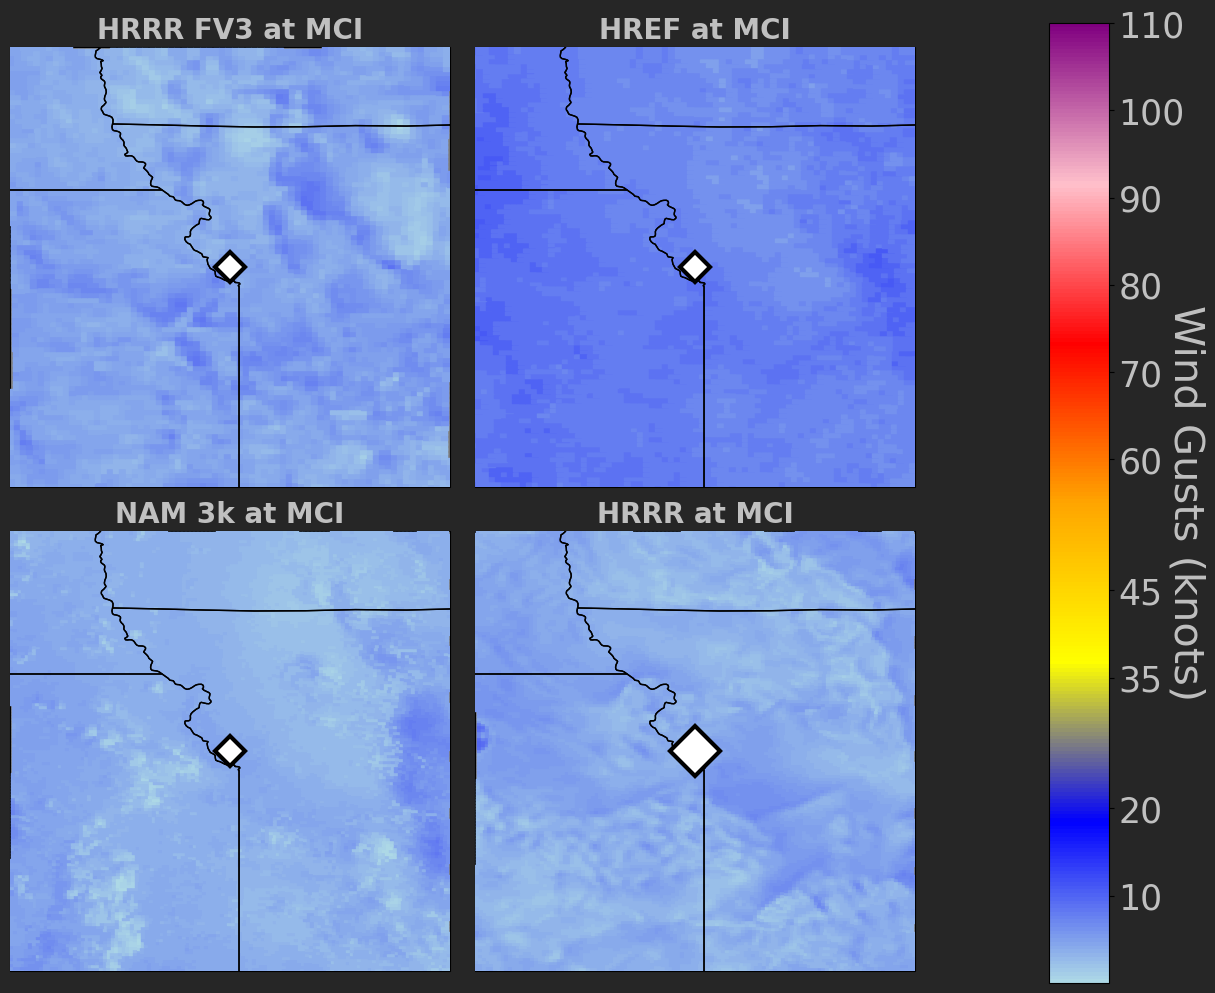 HRRR FV3 at MCI
HREF at MCI
NAM 3k at MCI
HRRR at MCI
110
100
90
80
70
60
45
35
20
10
Wind Gusts (knots)